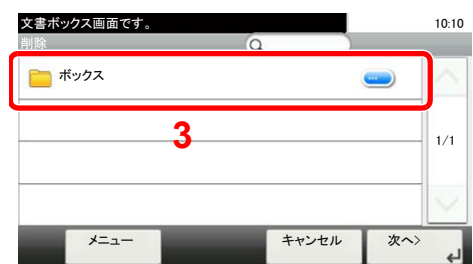 文書ボックス画面です。
10:10
削除
ボックス
...
3
1/1
メニュー
キャンセル
次へ>